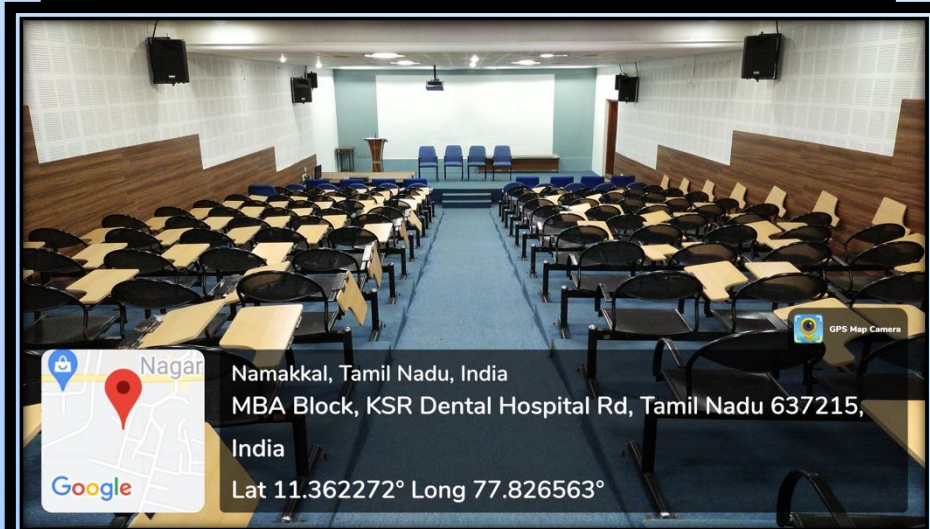 GPS Map Camera
Nagar
Google
Namakkal, Tamil Nadu, India
MBA Block, KSR Dental Hospital Rd, Tamil Nadu 637215,
India
Lat 11.362272° Long 77.826563°